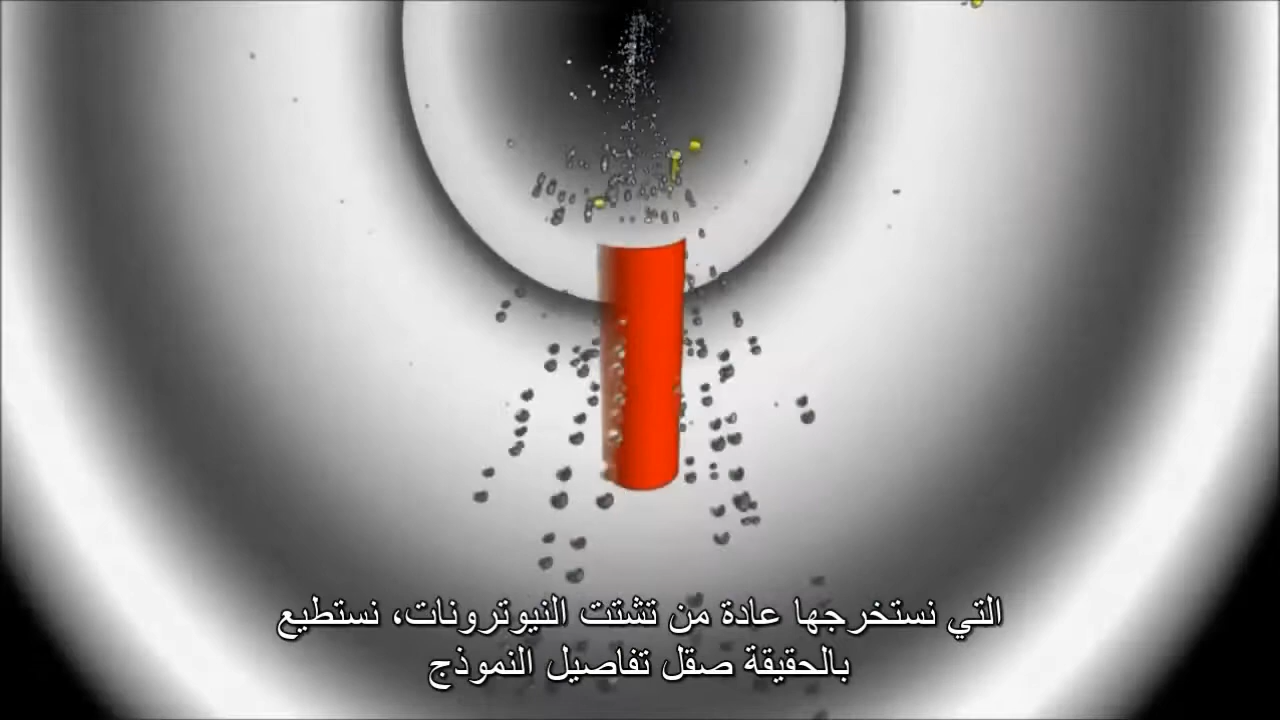 التي نستخرجها عادة من تشتت النيوترونات، نستطيع
بالحقيقة صقل تفاصيل النموذج